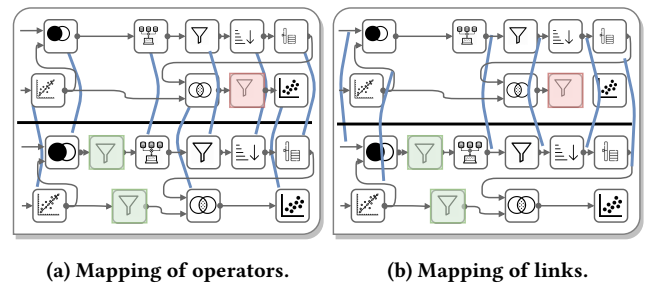 (a) Mapping of operators.
(b) Mapping of links.